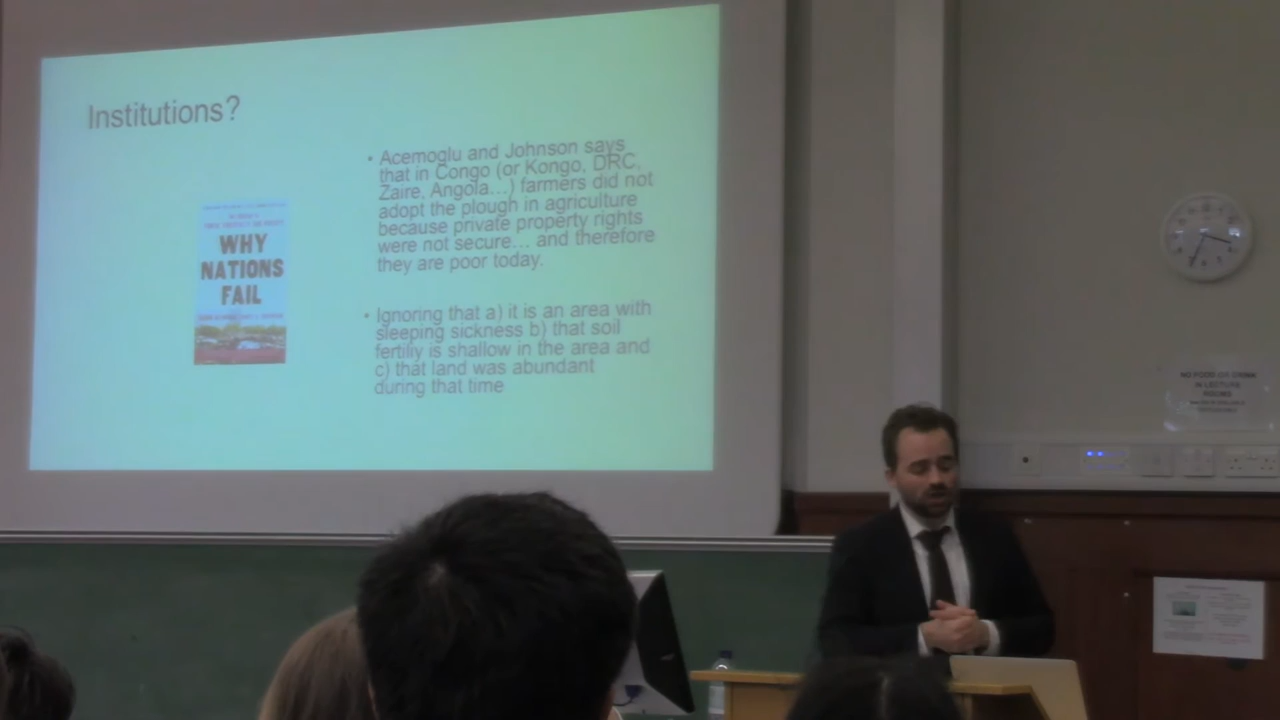 Institutions?
• Acemoglu and Johnson says
that in Congo (or Kongo, DRC,
Zaire, Angola...) farmers did not
adopt the plough in agriculture
because private property rights
were not secure... and therefore
they are poor today.
• Ignoring that a) it is an area with
sleeping sickness b) that soil
fertiliy is shallow in the area and
c) that land was abundant
during that time
WHY
NATIONS
FAIL
NO FOOD OR DRINK
IN LECTURE
ROOMS